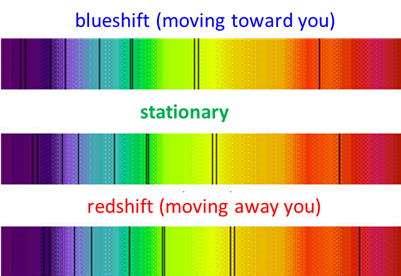 blueshift (moving toward you)
stationary
redshift (moving away you)